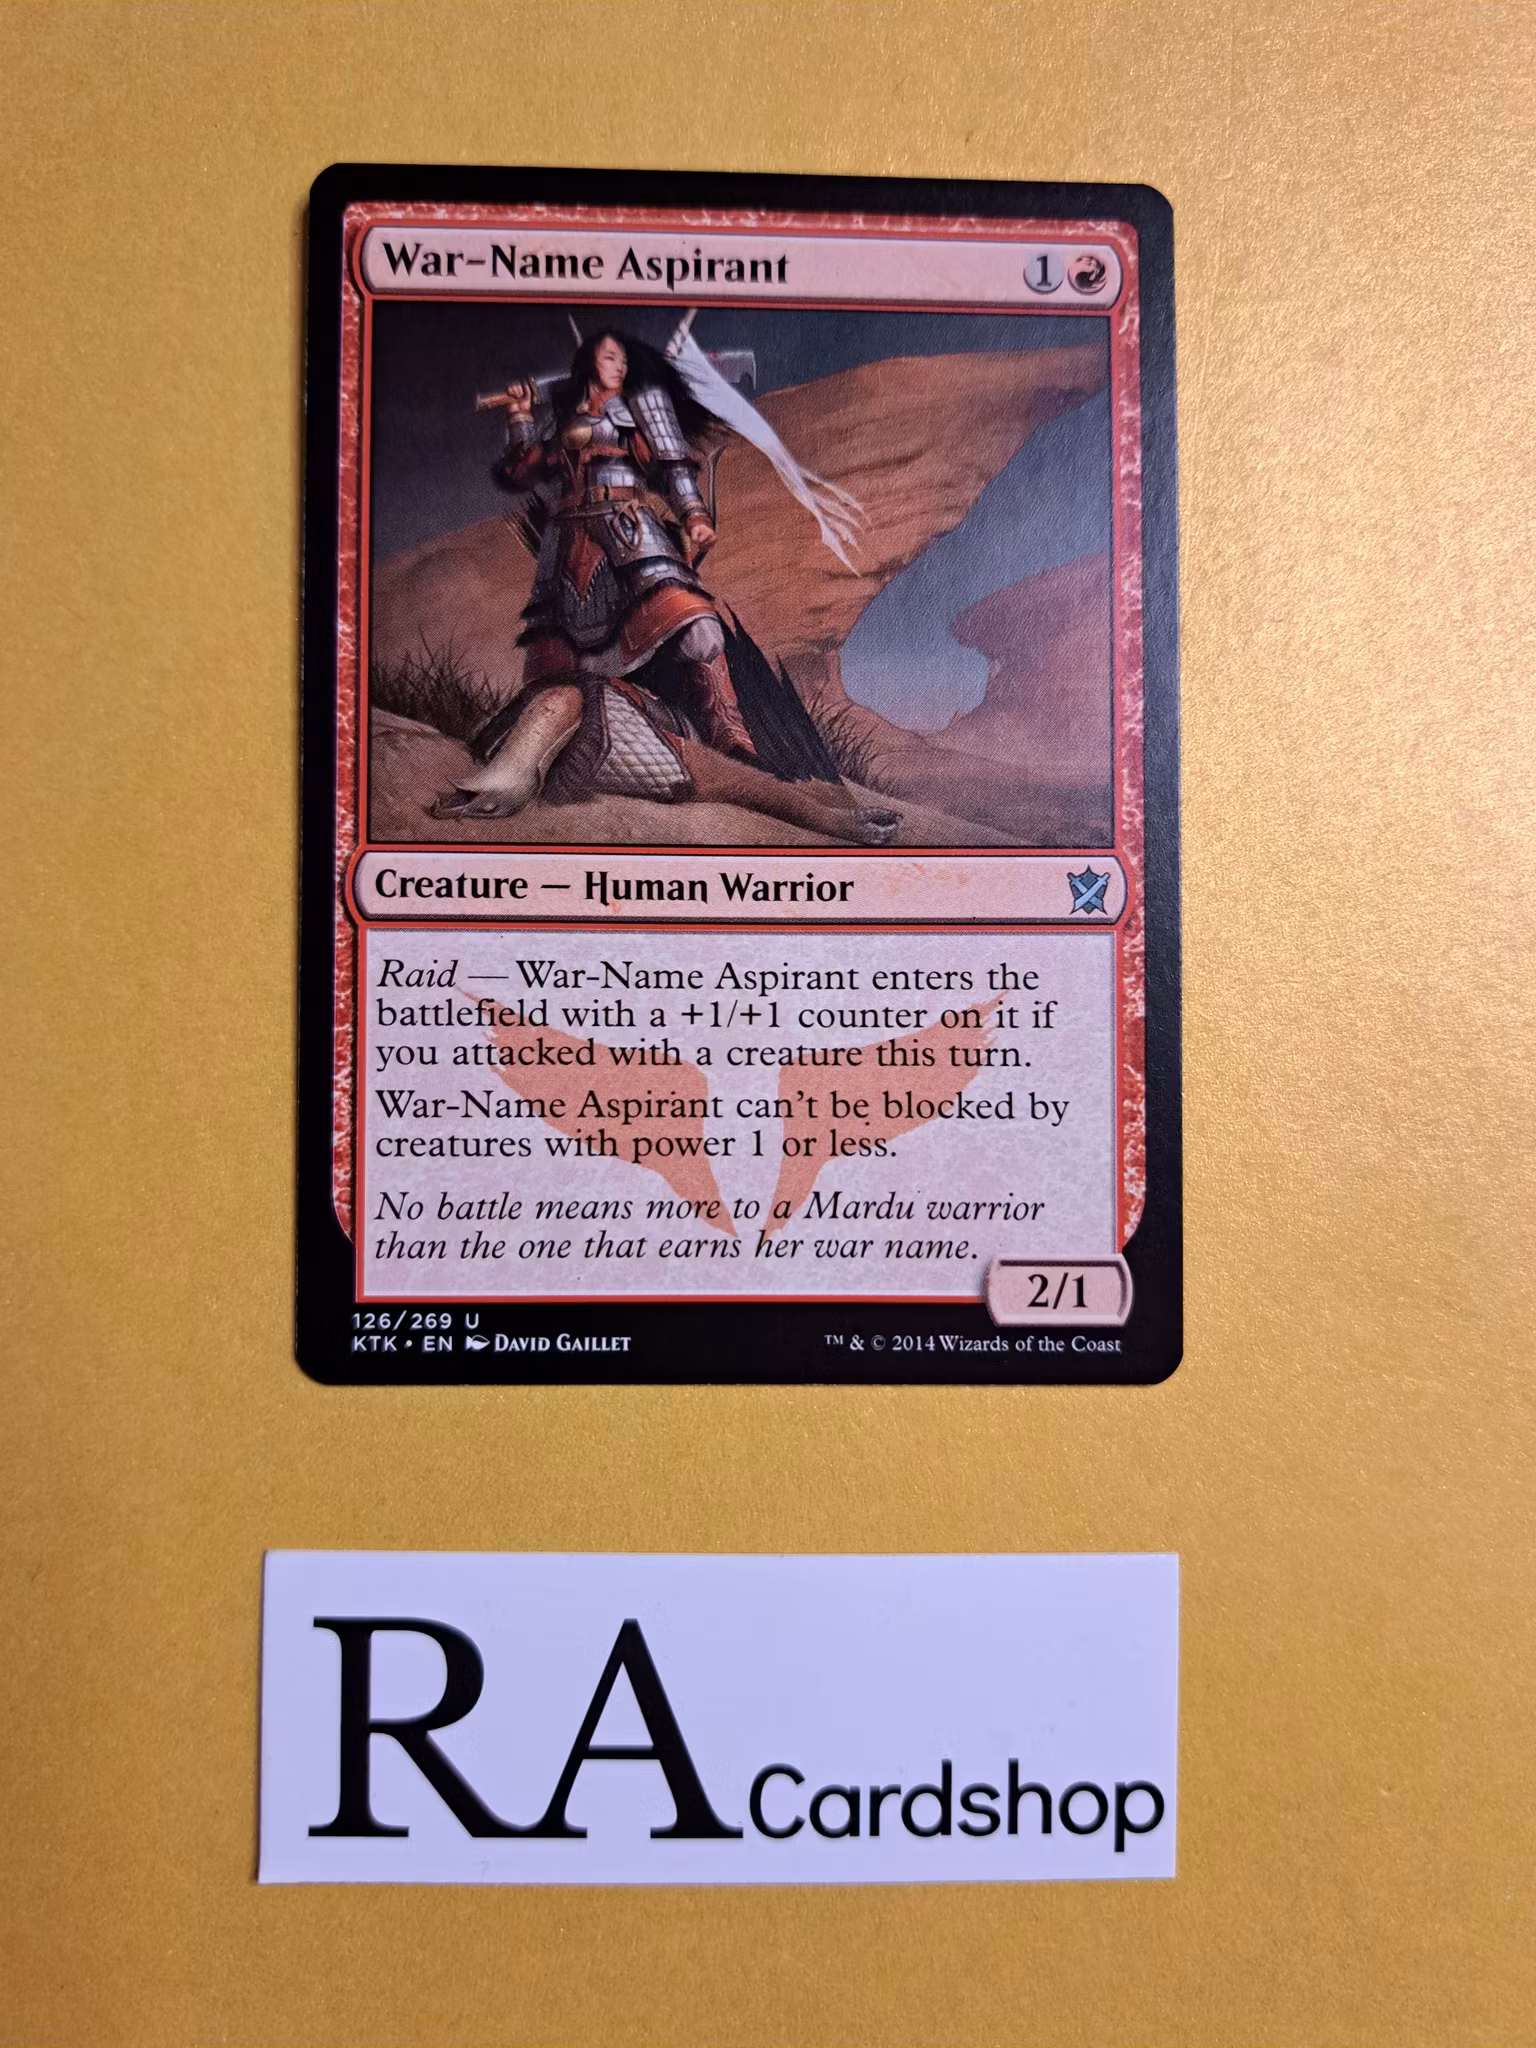 War-Name Aspirant 1
Creature — Human Warrior
Raid — War-Name Aspirant enters the
battlefield with a +1/+1 counter on it if
you attacked with a creature this turn.
War-Name Aspirant can't be blocked by
creatures with power 1 or less.
No battle means more to a Mardu warrior
than the one that earns her war name.
2/1
126/269 U
KTK • EN DAVID GAILLET ™ & © 2014 Wizards of the Coast
RA Cardshop